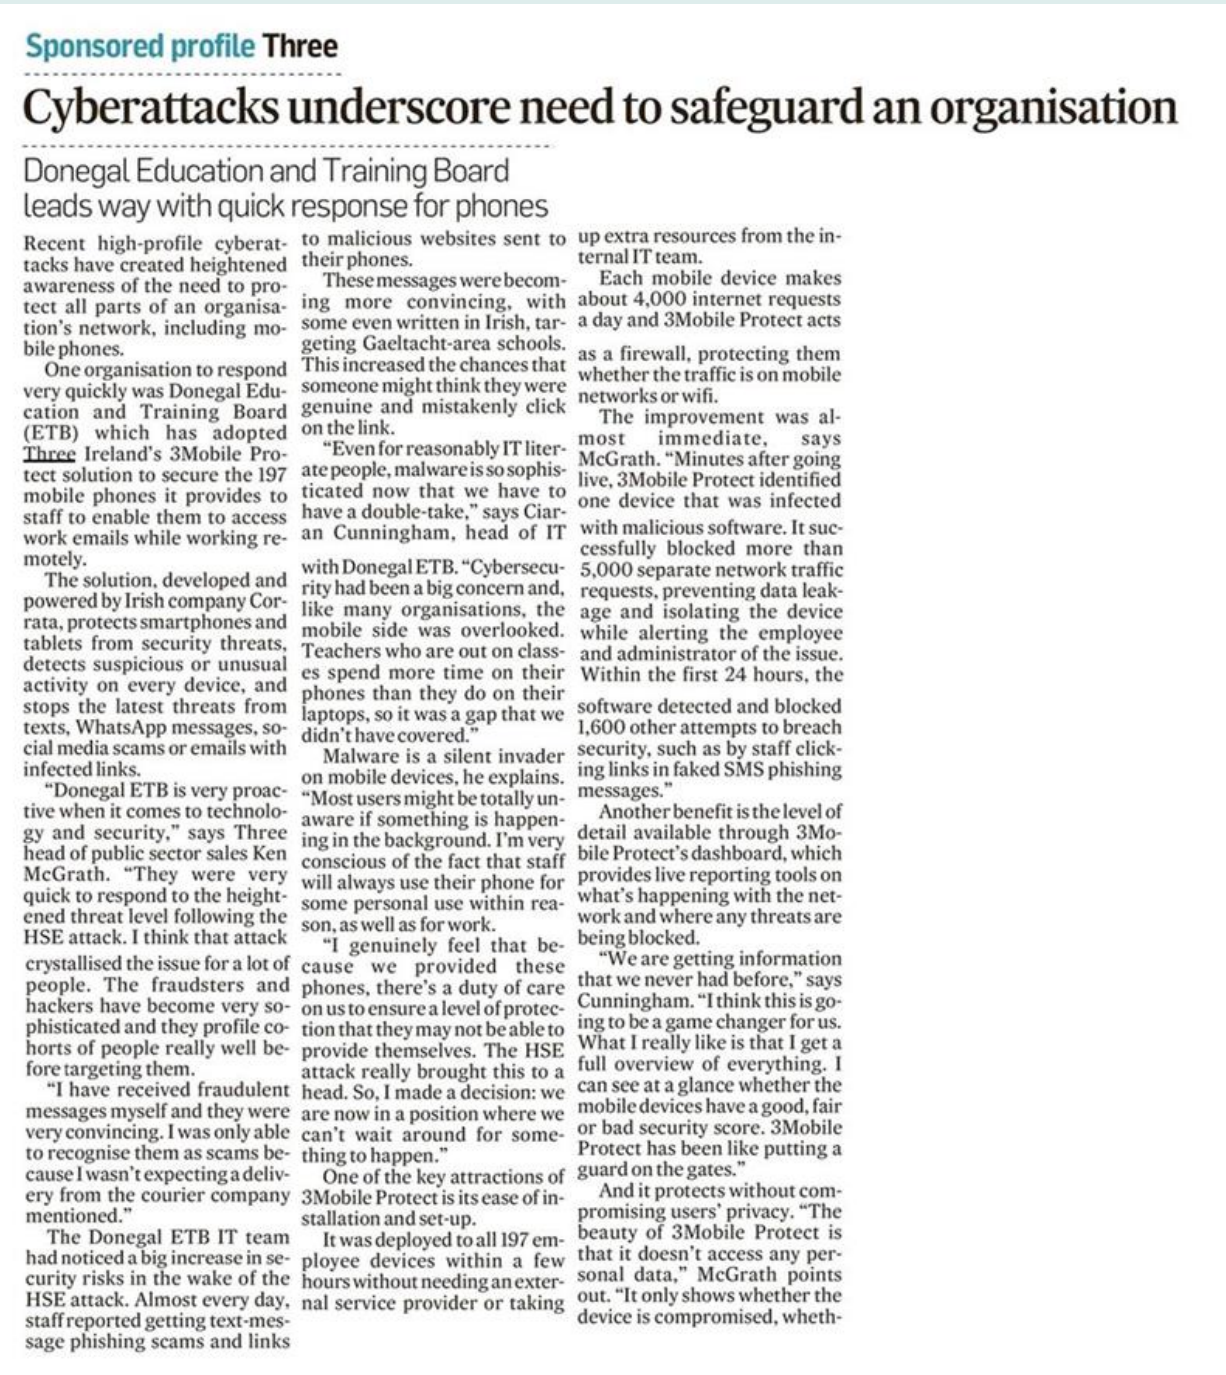 Sponsored profile Three
Cyberattacks underscore need to safeguard an organisation
Donegal Education and Training Board
leads way with quick response for phones
Recent high-profile cyberat-
tacks have created heightened
awareness of the need to pro-
tect all parts of an organisa-
tion's network, including mo-
bile phones.
One organisation to respond
very quickly was Donegal Edu-
cation and Training Board
(ETB) which has adopted
Three Ireland's 3Mobile Pro-
tect solution to secure the 197
mobile phones it provides to
staff to enable them to access
work emails while working re-
motely.
The solution, developed and
powered by Irish company Cor-
rata, protects smartphones and
tablets from security threats,
detects suspicious or unusual
activity on every device, and
stops the latest threats from
texts, WhatsApp messages, so-
cial media scams or emails with
infected links.
"Donegal ETB is very proac-
tive when it comes to technolo-
gy and security," says Three
head of public sector sales Ken
McGrath. "They were very
quick to respond to the height-
ened threat level following the
HSE attack. I think that attack
crystallised the issue for a lot of
people. The fraudsters and
hackers have become very so-
phisticated and they profile co-
horts of people really well be-
fore targeting them.
"I have received fraudulent
messages myself and they were
very convincing. I was only able
to recognise them as scams be-
cause I wasn't expecting a deliv-
ery from the courier company
mentioned."
The Donegal ETB IT team
had noticed a big increase in se-
curity risks in the wake of the
HSE attack. Almost every day,
staff reported getting text-mes-
sage phishing scams and links
to malicious websites sent to
their phones.
These messages were becom-
ing more convincing, with
some even written in Irish, tar-
geting Gaeltacht-area schools.
This increased the chances that
someone might think they were
genuine and mistakenly click
on the link.
"Even for reasonably IT liter-
ate people, malware is so sophis-
ticated now that we have to
have a double-take," says Ciar-
an Cunningham, head of IT
with Donegal ETB. "Cybersecu-
rity had been a big concern and,
like many organisations, the
mobile side was overlooked.
Teachers who are out on class-
es spend more time on their
phones than they do on their
laptops, so it was a gap that we
didn't have covered."
Malware is a silent invader
on mobile devices, he explains.
"Most users might be totally un-
aware if something is happen-
ing in the background. I'm very
conscious of the fact that staff
will always use their phone for
some personal use within rea-
son, as well as for work.
"I genuinely feel that be-
cause we provided these
phones, there's a duty of care
on us to ensure a level of protec-
tion that they may not be able to
provide themselves. The HSE
attack really brought this to a
head. So, I made a decision: we
are now in a position where we
can't wait around for some-
thing to happen."
One of the key attractions of
3Mobile Protect is its ease of in-
stallation and set-up.
It was deployed to all 197 em-
ployee devices within a few
hours without needing an exter-
nal service provider or taking
up extra resources from the in-
ternal IT team.
Each mobile device makes
about 4,000 internet requests
a day and 3Mobile Protect acts
as a firewall, protecting them
whether the traffic is on mobile
networks or wifi.
The improvement was al-
most immediate, says
McGrath. "Minutes after going
live, 3Mobile Protect identified
one device that was infected
with malicious software. It suc-
cessfully blocked more than
5,000 separate network traffic
requests, preventing data leak-
age and isolating the device
while alerting the employee
and administrator of the issue.
Within the first 24 hours, the
software detected and blocked
1,600 other attempts to breach
security, such as by staff click-
ing links in faked SMS phishing
messages."
Another benefit is the level of
detail available through 3Mo-
bile Protect's dashboard, which
provides live reporting tools on
what's happening with the net-
work and where any threats are
being blocked.
"We are getting information
that we never had before," says
Cunningham. "I think this is go-
ing to be a game changer for us.
What I really like is that I get a
full overview of everything. I
can see at a glance whether the
mobile devices have a good, fair
or bad security score. 3Mobile
Protect has been like putting a
guard on the gates."
And it protects without com-
promising users' privacy. "The
beauty of 3Mobile Protect is
that it doesn't access any per-
sonal data," McGrath points
out. "It only shows whether the
device is compromised, wheth-